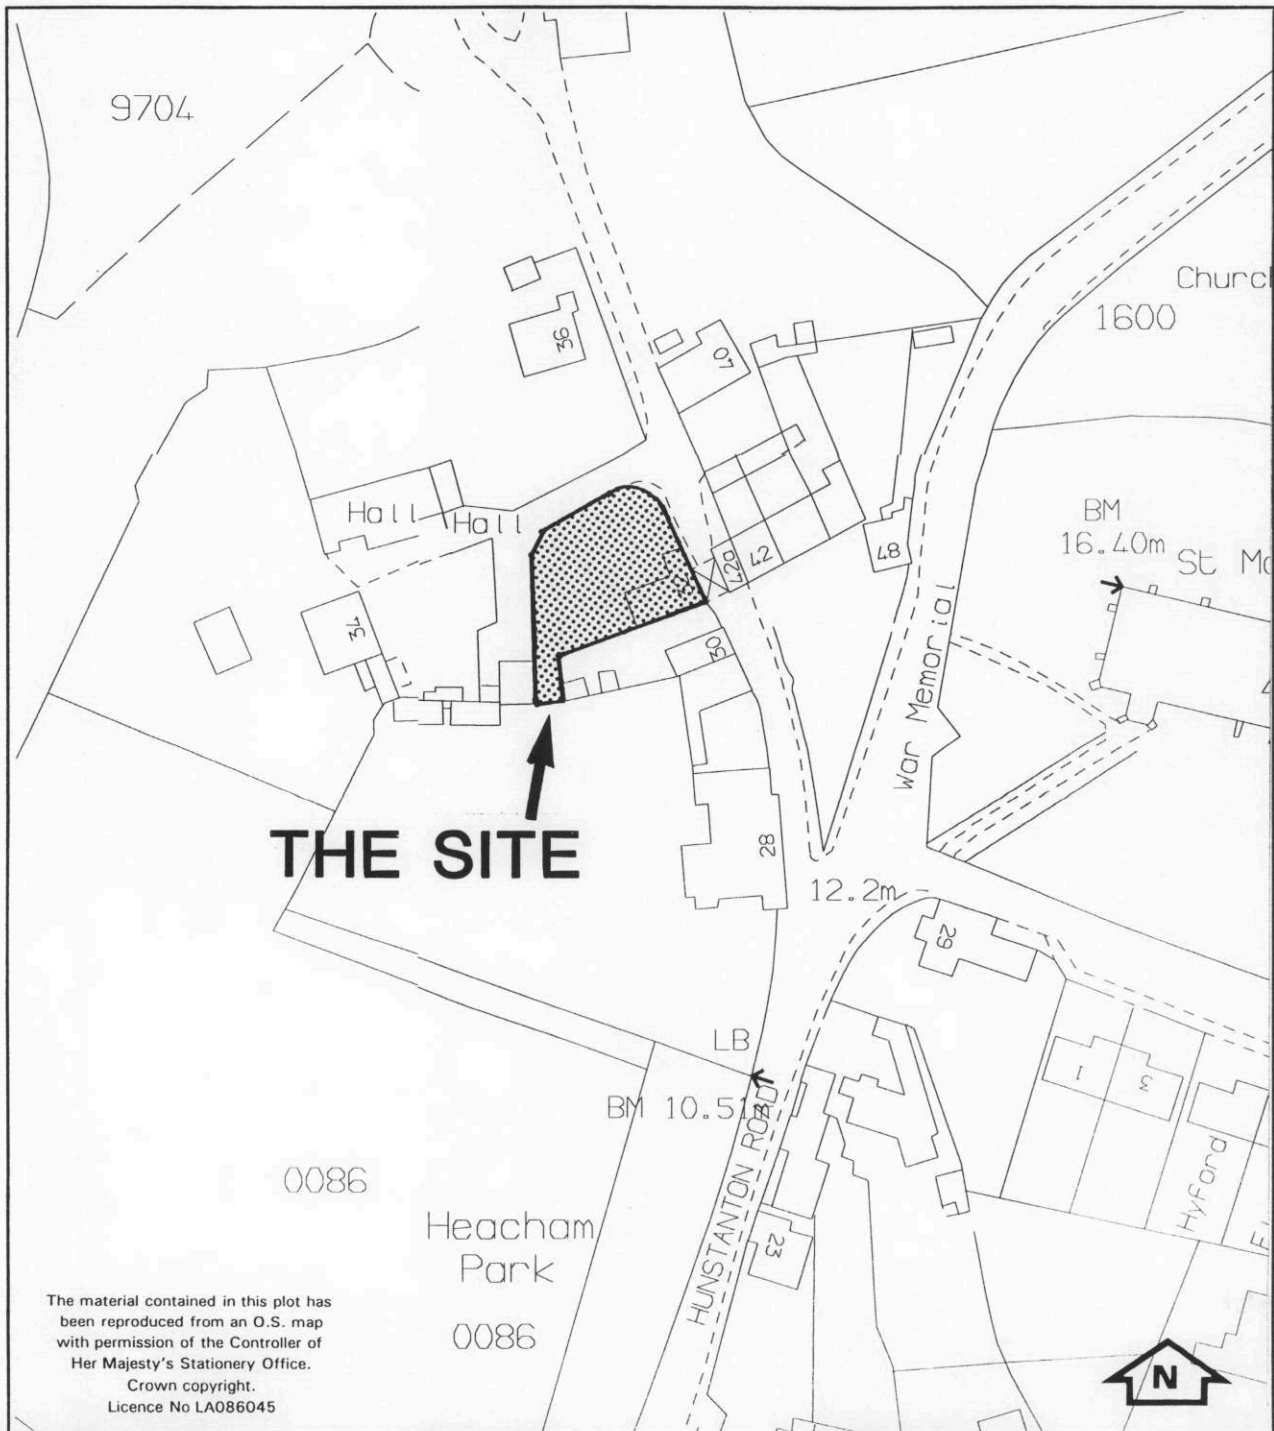 9704
Churc
1600
36
40
BM
16.40m
St Ma
Hall
Hall
42a
42
48
32
34
30
War Memorial
THE SITE
28
12.2m
29
LB
BM 10.51m
1
3
HUNSTANTON ROAD
0086
Hyford
Heacham
Park
23
0086
The material contained in this plot has
been reproduced from an O.S. map
with permission of the Controller of
Her Majesty's Stationery Office.
Crown copyright.
Licence No LA086045
N